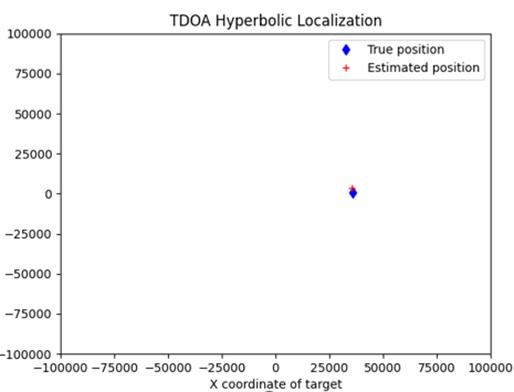 TDOA Hyperbolic Localization
100000
75000
50000
25000
0
−25000
−50000
−75000
−100000
True position
Estimated position
−100000 −75000 −50000 −25000 0 25000 50000 75000 100000
X coordinate of target